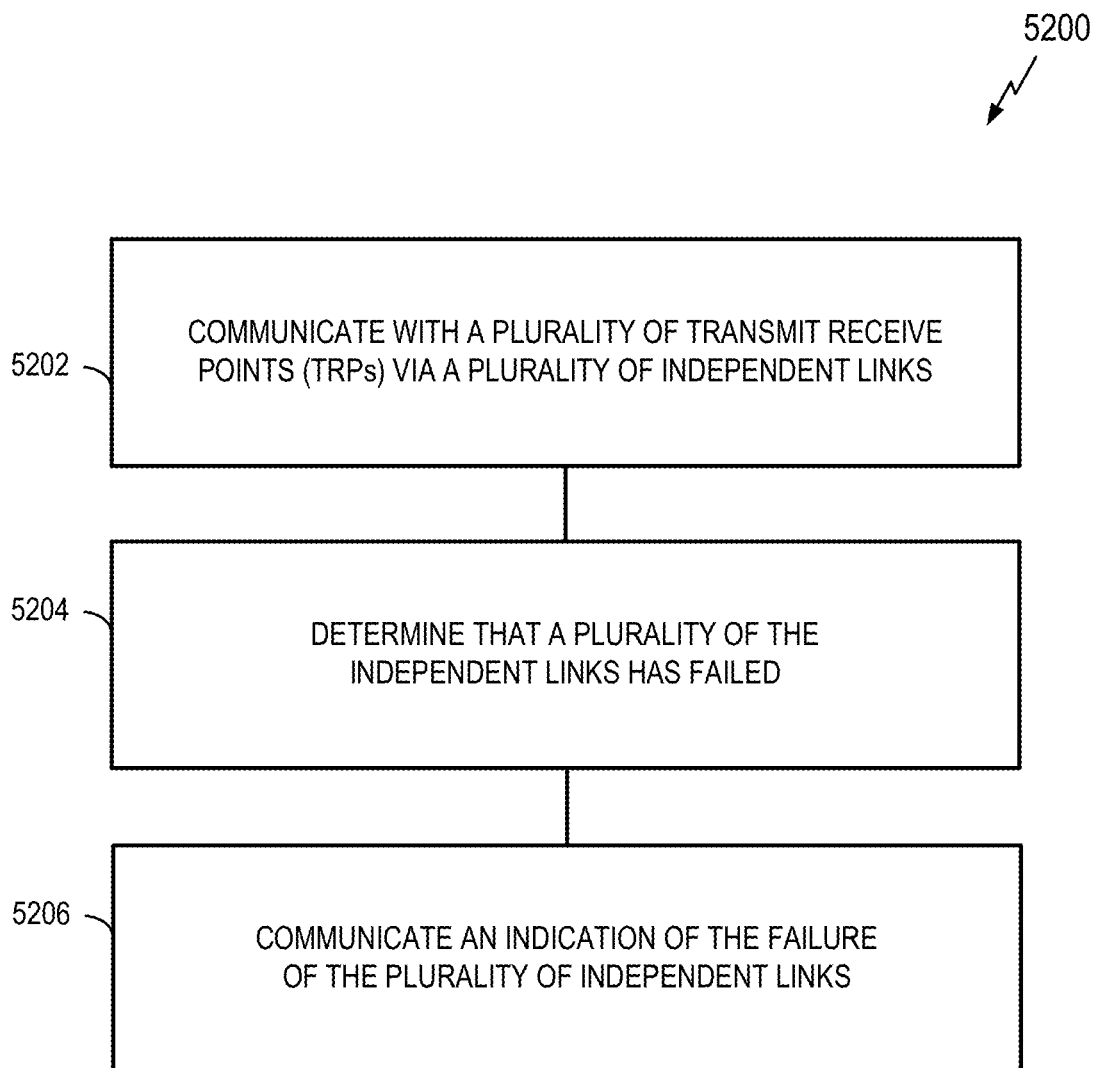 5200
5202
COMMUNICATE WITH A PLURALITY OF TRANSMIT RECEIVE
POINTS (TRPs) VIA A PLURALITY OF INDEPENDENT LINKS
5204
DETERMINE THAT A PLURALITY OF THE
INDEPENDENT LINKS HAS FAILED
5206
COMMUNICATE AN INDICATION OF THE FAILURE
OF THE PLURALITY OF INDEPENDENT LINKS